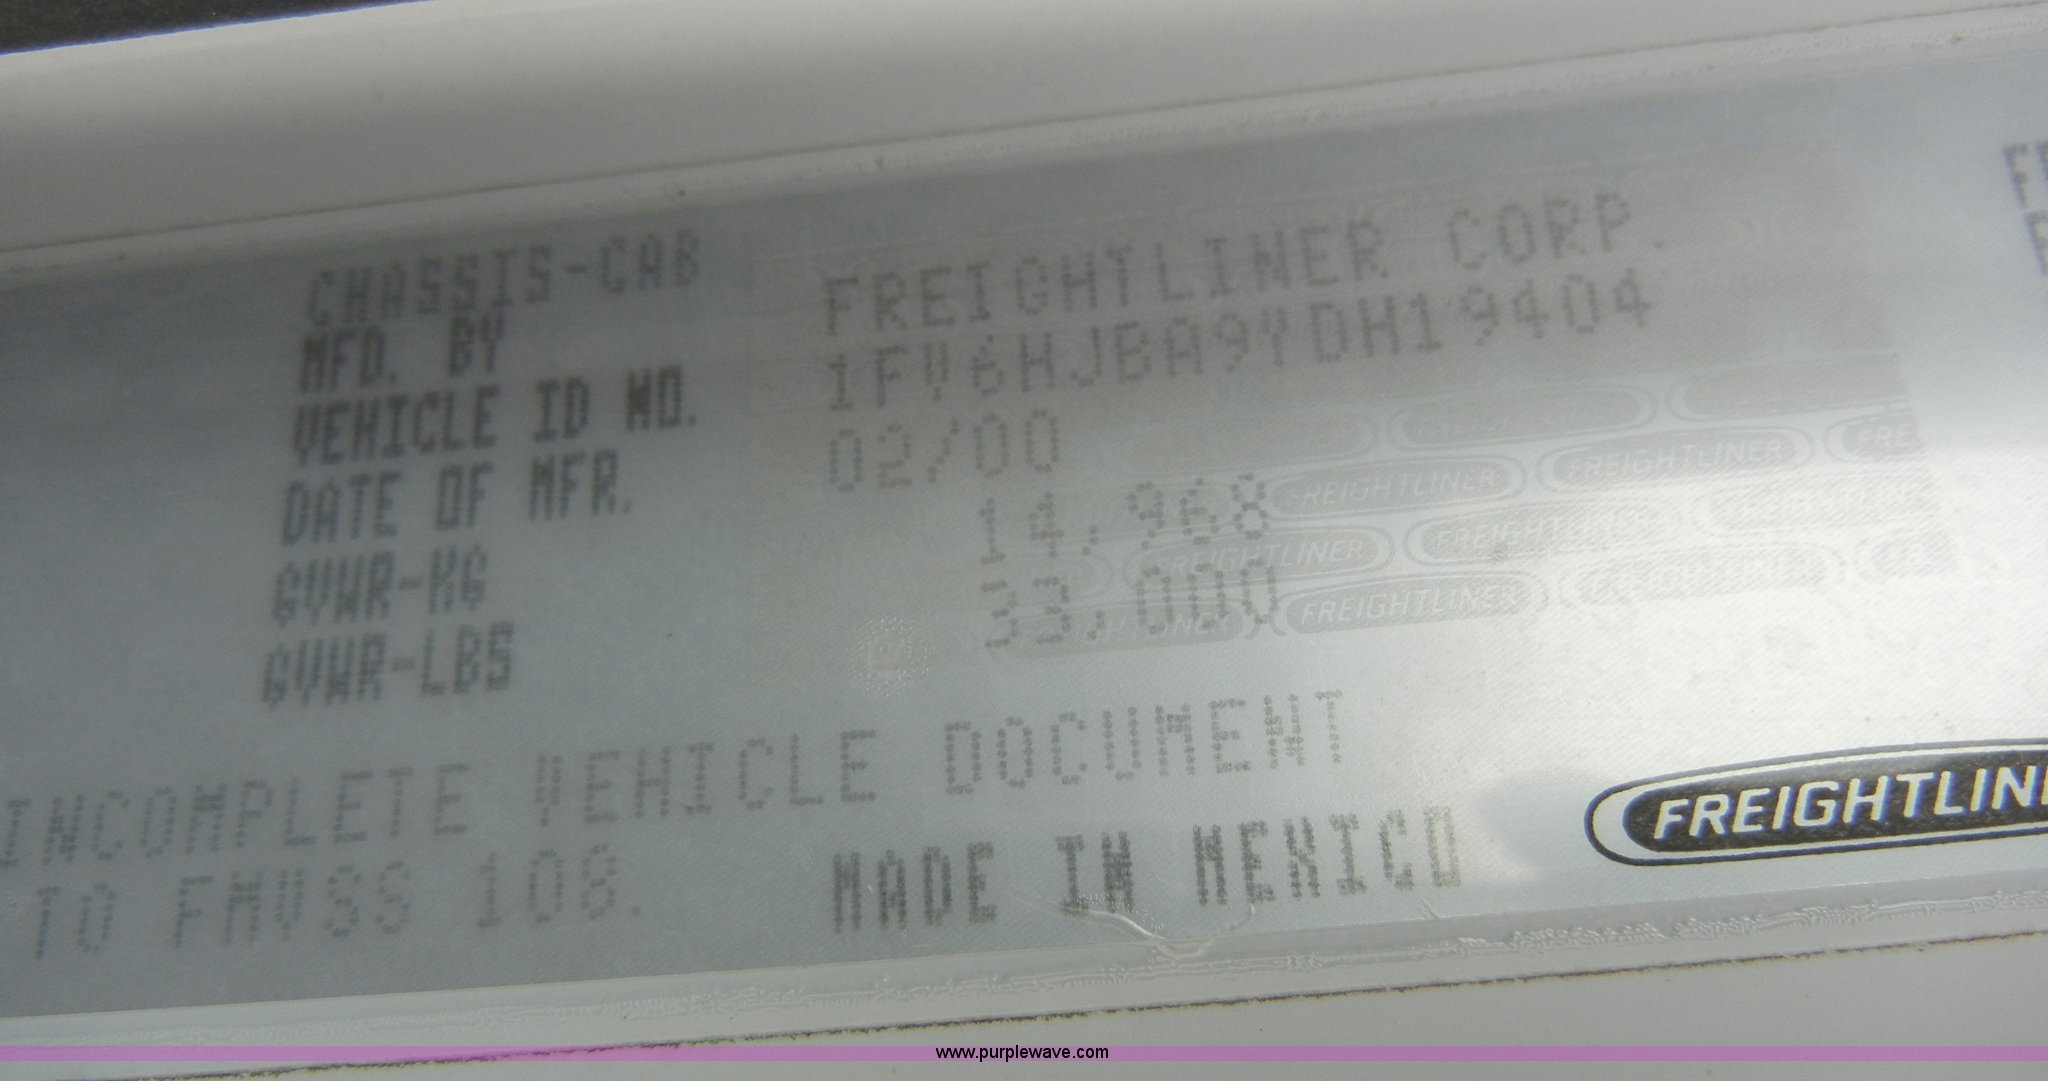 CHASSIS-CAB
MFD. BY FREIGHTLINER CORP.
VEHICLE ID NO. 1FV6HJBA9YDH19404
DATE OF MFR. 02/00
GVWR-KG 14,968
GVWR-LBS 33,000
INCOMPLETE VEHICLE DOCUMENT
TO FMVSS 108. MADE IN MEXICO
FREIGHTLIN
www.purplewave.com